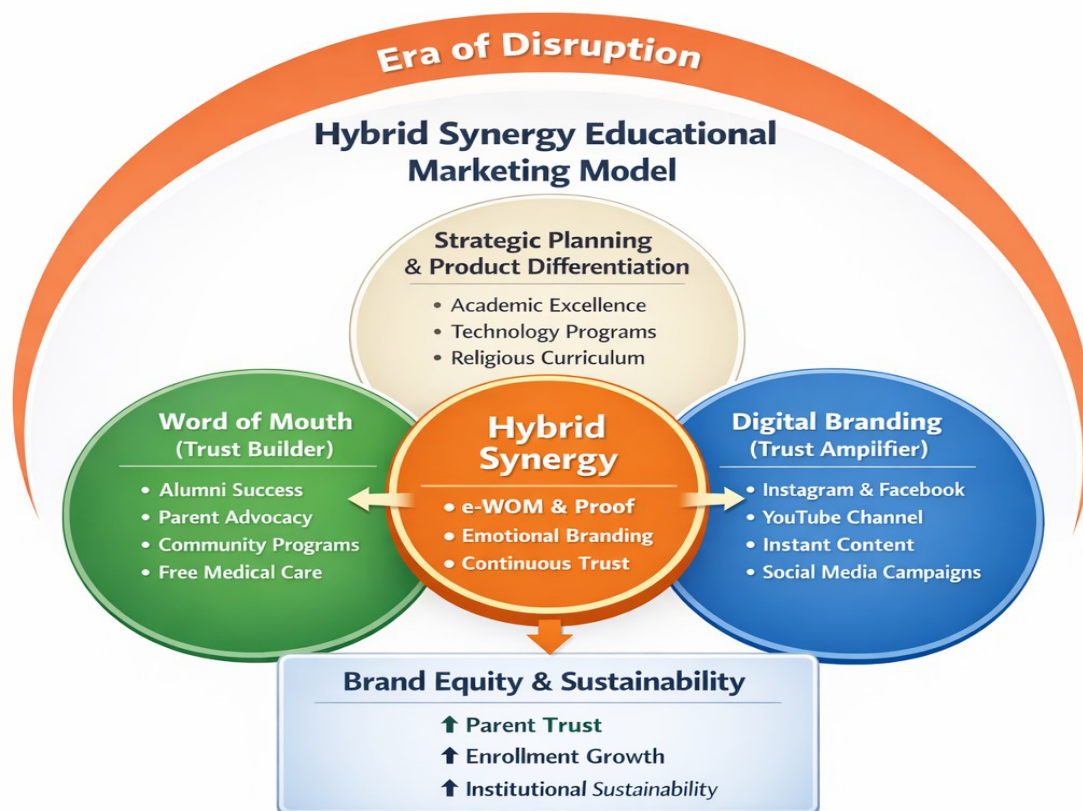 Era of Disruption
Hybrid Synergy Educational
Marketing Model
Strategic Planning
& Product Differentiation
• Academic Excellence
• Technology Programs
• Religious Curriculum
Word of Mouth
(Trust Builder)
• Alumni Success
• Parent Advocacy
• Community Programs
• Free Medical Care
Hybrid
Synergy
• e-WOM & Proof
• Emotional Branding
• Continuous Trust
Digital Branding
(Trust Ampiifier)
• Instagram & Facebook
• YouTube Channel
• Instant Content
• Social Media Campaigns
Brand Equity & Sustainability
⬆ Parent Trust
⬆ Enrollment Growth
⬆ Institutional Sustainability